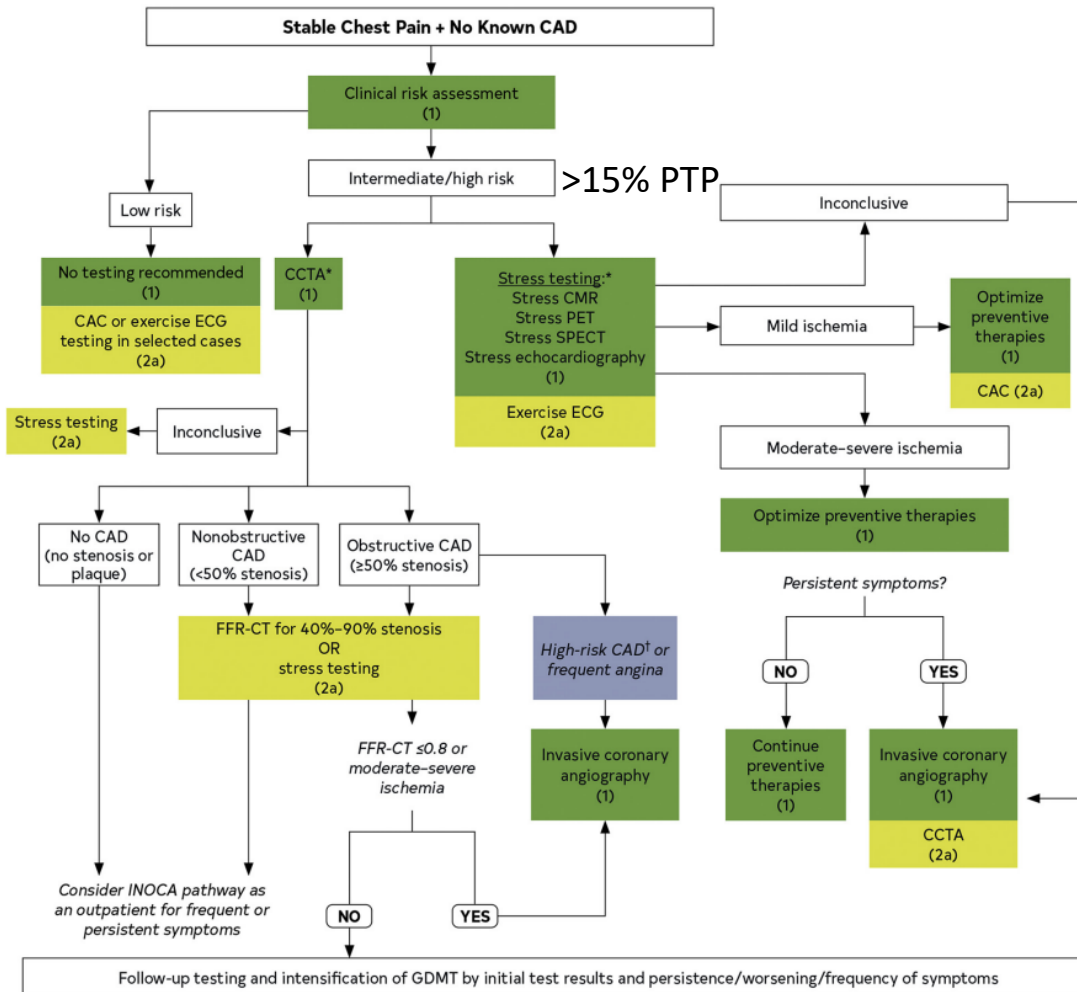 Stable Chest Pain + No Known CAD
Clinical risk assessment
(1)
Intermediate/high risk
>15% PTP
Low risk
Inconclusive
No testing recommended
(1)
CAC or exercise ECG
testing in selected cases
(2a)
CCTA*
(1)
Stress testing:*
Stress CMR
Stress PET
Stress SPECT
Stress echocardiography
(1)
Exercise ECG
(2a)
Mild ischemia
Optimize
preventive
therapies
(1)
CAC (2a)
Stress testing
(2a)
Inconclusive
Moderate–severe ischemia
Optimize preventive therapies
(1)
No CAD
(no stenosis or
plaque)
Nonobstructive
CAD
(<50% stenosis)
Obstructive CAD
(≥50% stenosis)
Persistent symptoms?
FFR-CT for 40%–90% stenosis
OR
stress testing
(2a)
High-risk CAD† or
frequent angina
NO
YES
FFR-CT ≤0.8 or
moderate–severe
ischemia
Invasive coronary
angiography
(1)
Continue
preventive
therapies
(1)
Invasive coronary
angiography
(1)
CCTA
(2a)
Consider INOCA pathway as
an outpatient for frequent or
persistent symptoms
NO
YES
Follow-up testing and intensification of GDMT by initial test results and persistence/worsening/frequency of symptoms